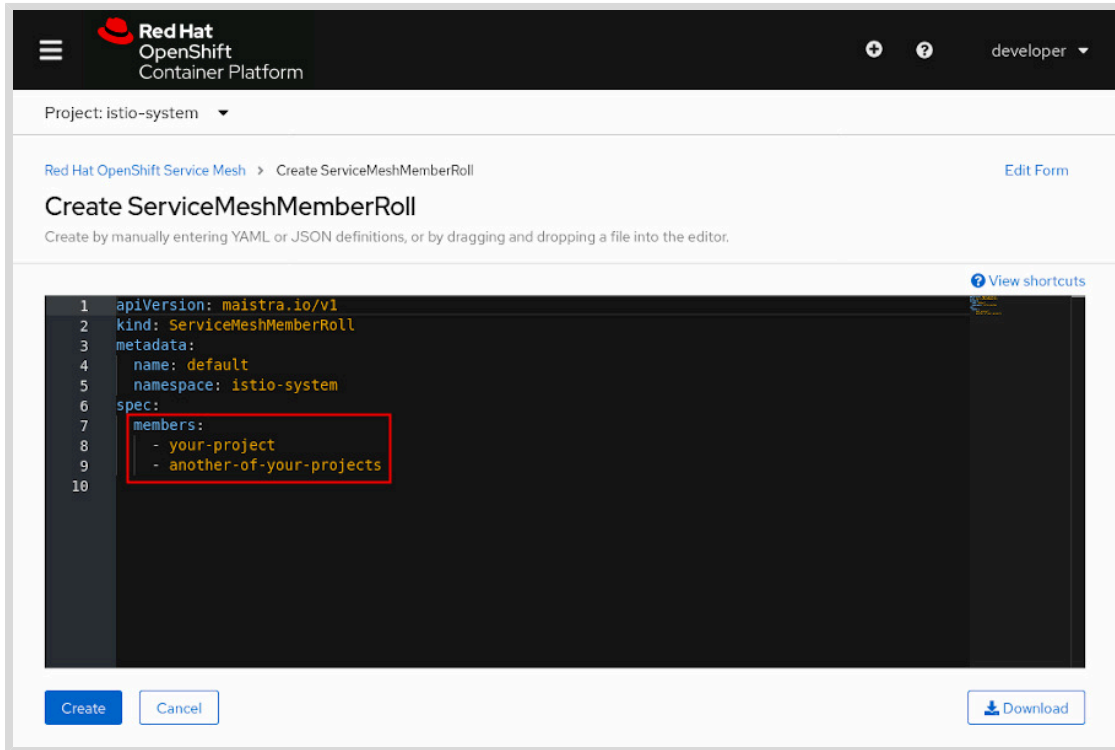 Red Hat
OpenShift
Container Platform
developer
Project: istio-system
Red Hat OpenShift Service Mesh > Create ServiceMeshMemberRoll
Edit Form
Create ServiceMeshMemberRoll
Create by manually entering YAML or JSON definitions, or by dragging and dropping a file into the editor.
View shortcuts
1 apiVersion: maistra.io/v1
2 kind: ServiceMeshMemberRoll
3 metadata:
4 name: default
5 namespace: istio-system
6 spec:
7 members:
8 - your-project
9 - another-of-your-projects
10
Create
Cancel
Download